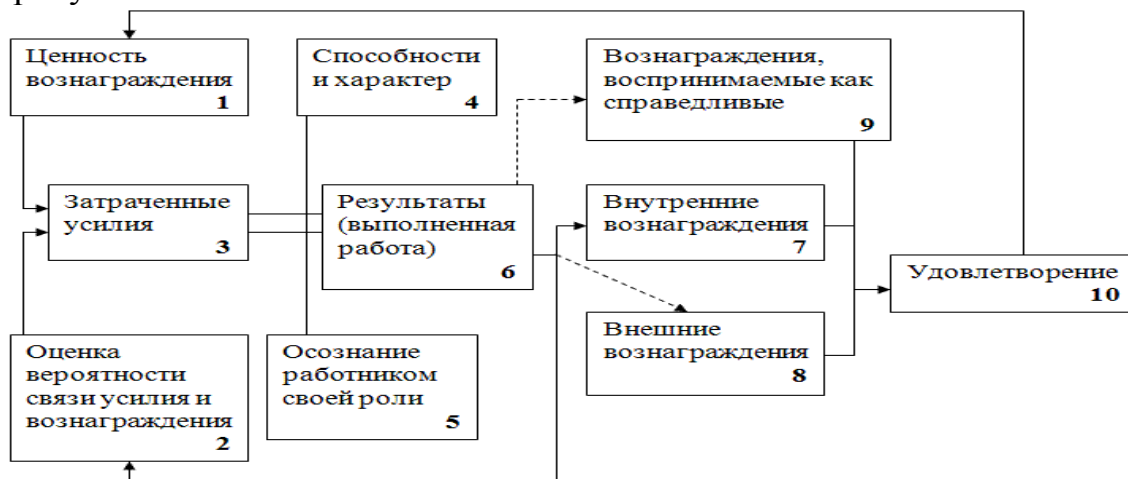 Ценность
вознаграждения
1
Способности
и характер
4
Вознаграждения,
воспринимаемые как
справедливые
9
Затраченные
усилия
3
Результаты
(выполненная
работа)
6
Внутренние
вознаграждения
7
Удовлетворение
10
Оценка
вероятности
связи усилия и
вознаграждения
2
Осознание
работником
своей роли
5
Внешние
вознаграждения
8